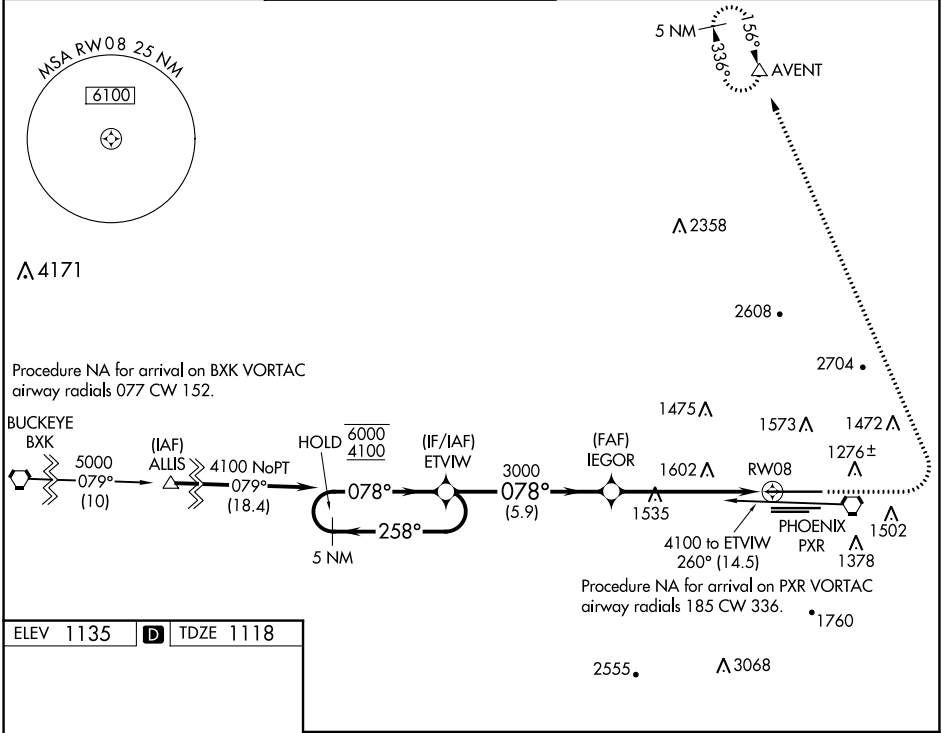 MSA RW08 25 NM
6100
5 NM
336°
156°
AVENT
2358
4171
2608
2704
Procedure NA for arrival on BXK VORTAC
airway radials 077 CW 152.
BUCKEYE
BXK
5000
079°
(10)
(IAF)
ALLIS
4100 NoPT
079°
(18.4)
HOLD
6000
4100
078°
258°
5 NM
(IF/IAF)
ETVIW
3000
078°
(5.9)
(FAF)
IEGOR
1475
1602
1535
1573
1472
1276±
RW08
PHOENIX
PXR
1502
1378
4100 to ETVIW
260° (14.5)
Procedure NA for arrival on PXR VORTAC
airway radials 185 CW 336.
1760
2555
3068
ELEV 1135 D TDZE 1118